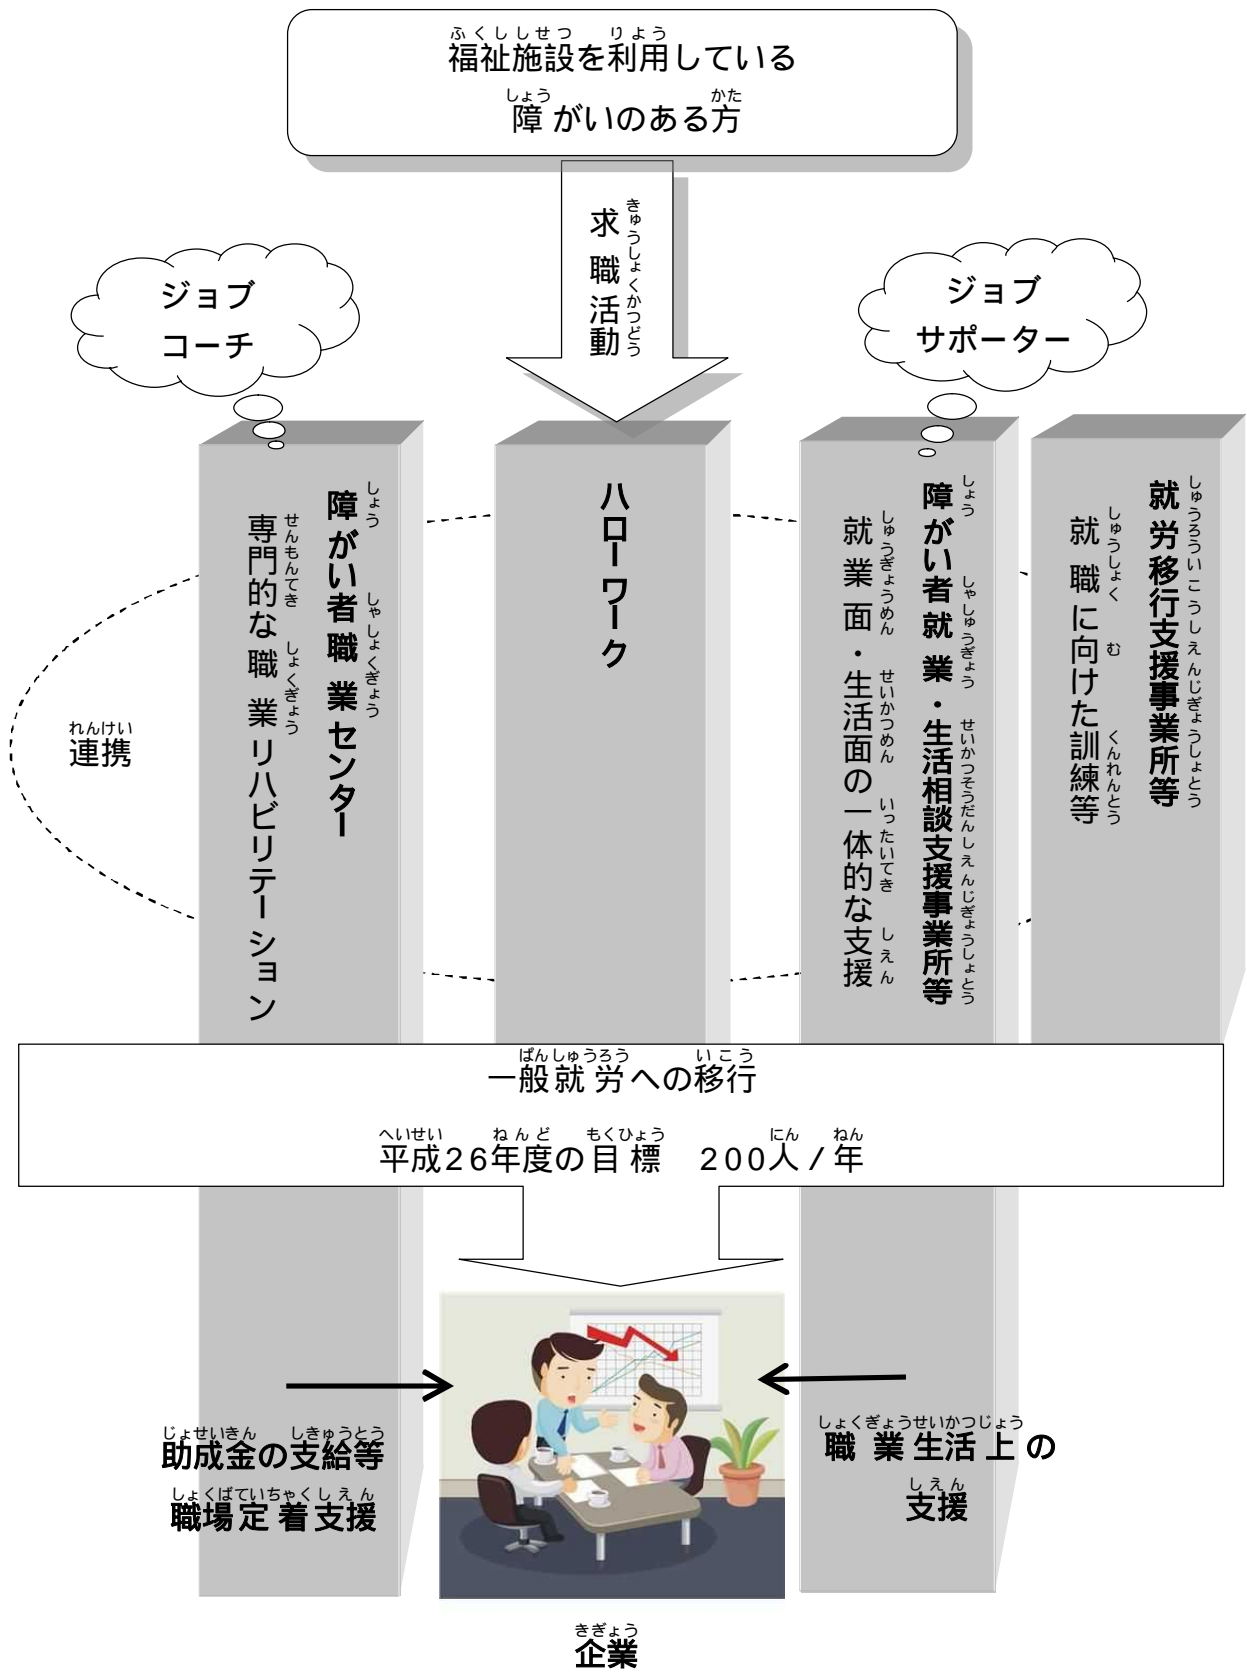 福祉施設を利用している
障がいのある方
求職活動
ジョブ
コーチ
ジョブ
サポーター
障がい者職業センター
専門的な職業リハビリテーション
ハローワーク
障がい者就業・生活相談支援事業所等
就業面・生活面の一体的な支援
就労移行支援事業所等
就職に向けた訓練等
連携
一般就労への移行
平成26年度の目標　200人/年
助成金の支給等
職場定着支援
職業生活上の
支援
企業